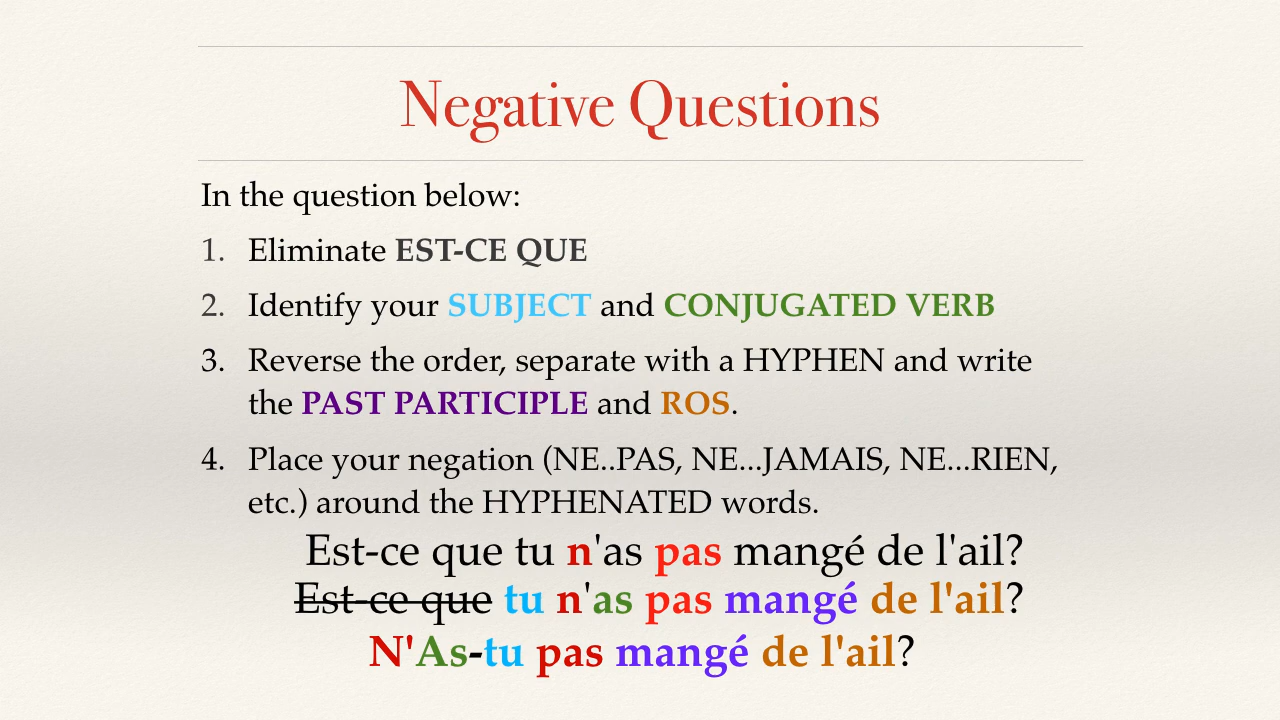 Negative Questions
In the question below:
1. Eliminate EST-CE QUE
2. Identify your SUBJECT and CONJUGATED VERB
3. Reverse the order, separate with a HYPHEN and write
the PAST PARTICIPLE and ROS.
4. Place your negation (NE..PAS, NE...JAMAIS, NE...RIEN,
etc.) around the HYPHENATED words.
Est-ce que tu n'as pas mangé de l'ail?
Est-ce que tu n'as pas mangé de l'ail?
N'As-tu pas mangé de l'ail?